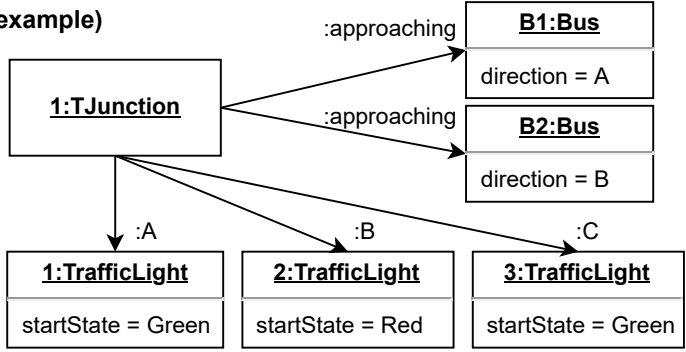 example)
:approaching
B1:Bus
direction = A
1:TJunction
:approaching
B2:Bus
direction = B
:A
:B
:C
1:TrafficLight
2:TrafficLight
3:TrafficLight
startState = Green
startState = Red
startState = Green